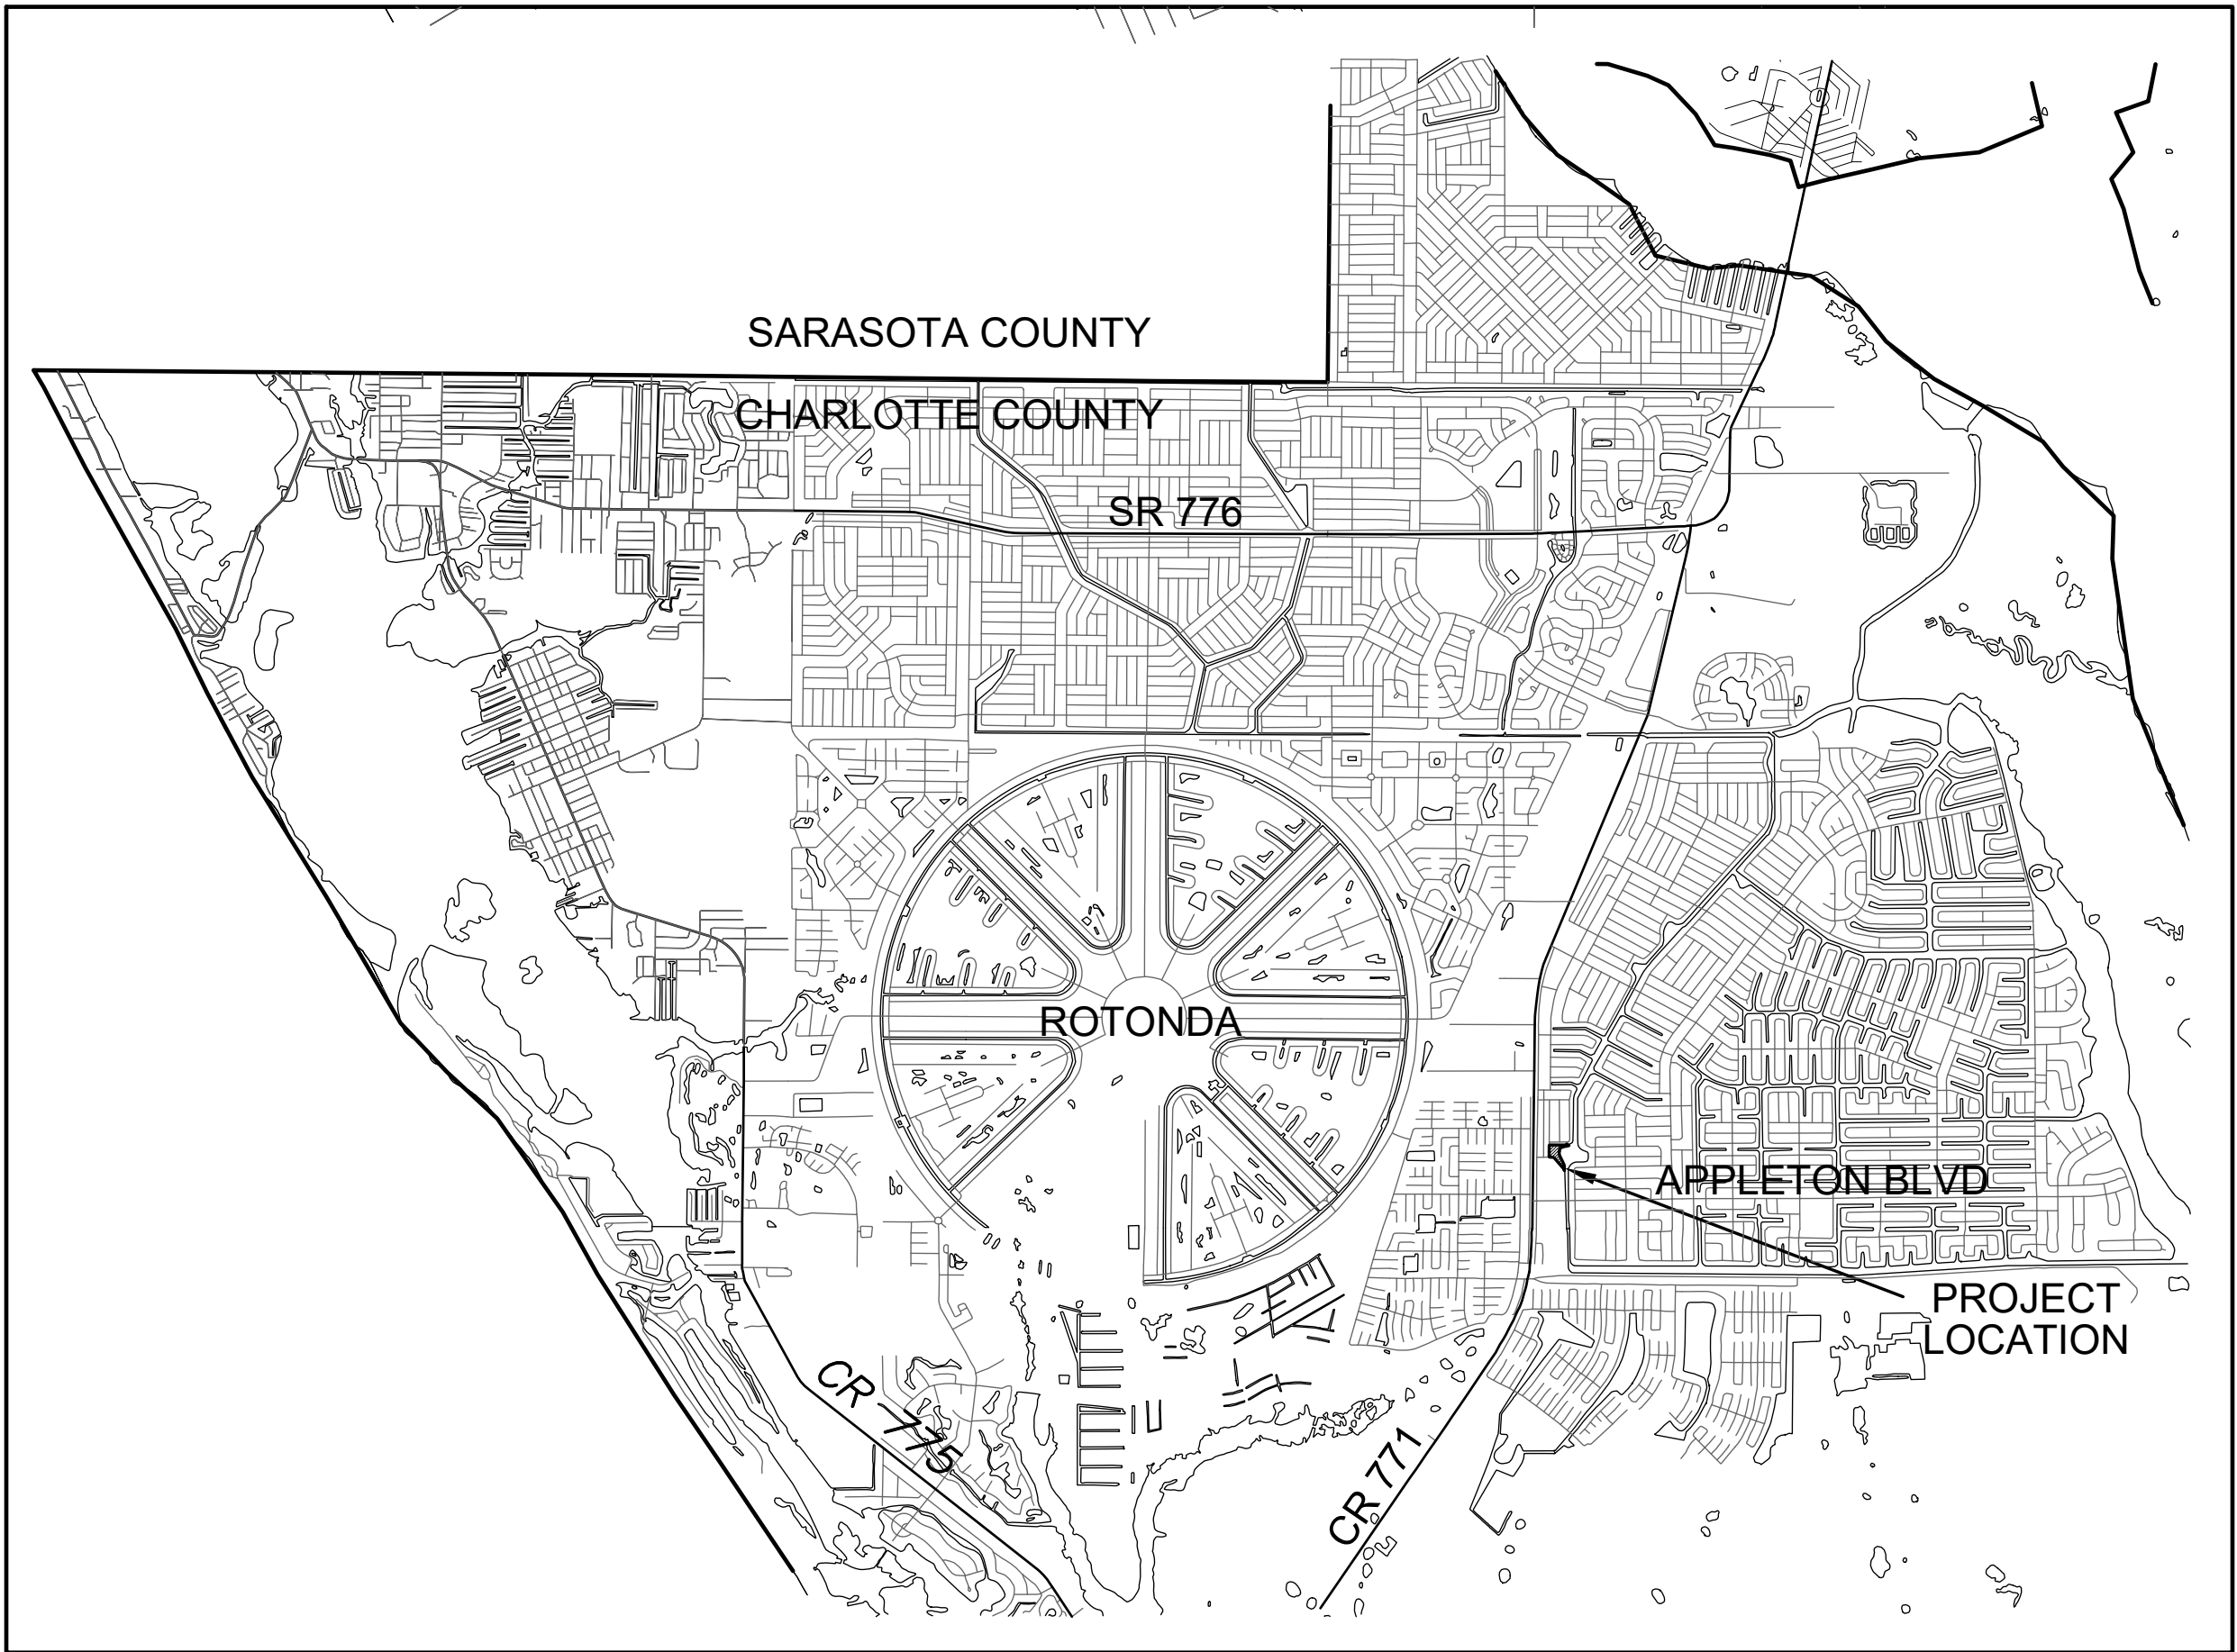 SARASOTA COUNTY
CHARLOTTE COUNTY
SR 776
ROTONDA
APPLETON BLVD
PROJECT
LOCATION
CR 775
CR 771